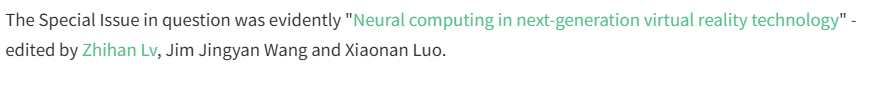 The Special Issue in question was evidently "Neural computing in next-generation virtual reality technology" -
edited by Zhihan Lv, Jim Jingyan Wang and Xiaonan Luo.